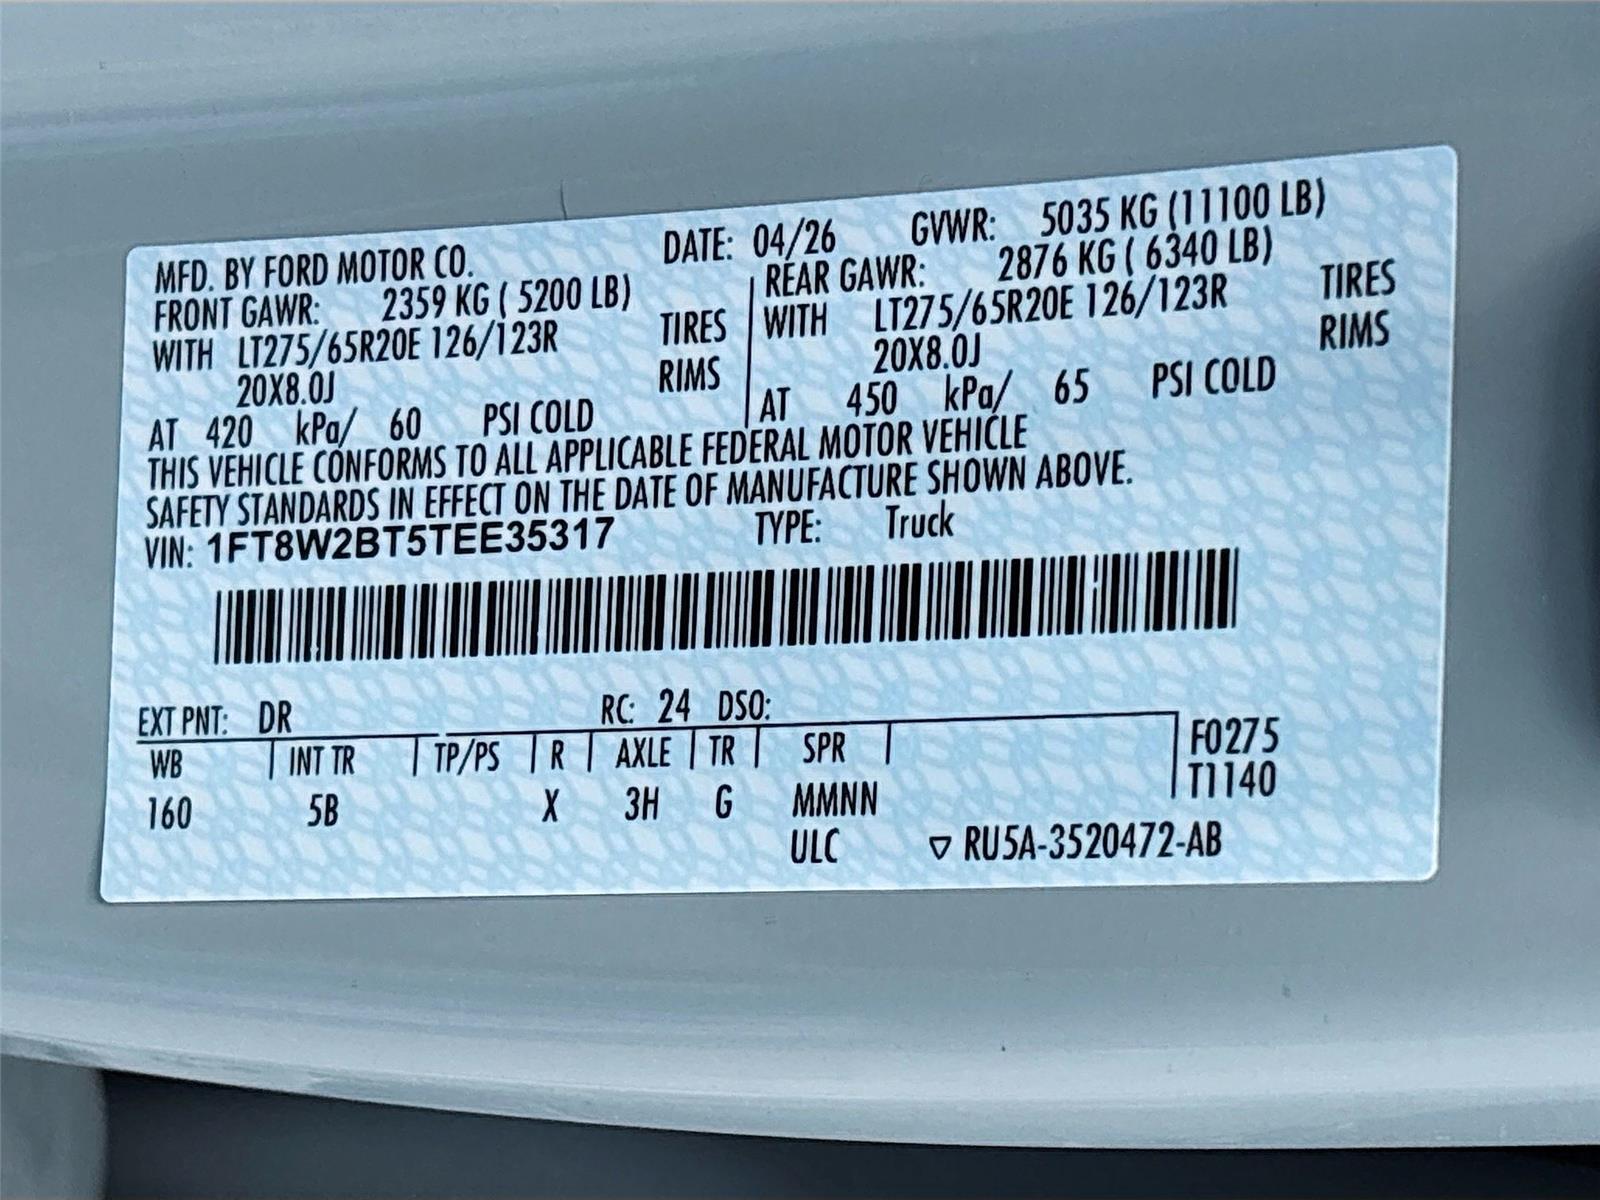 MFD. BY FORD MOTOR CO. DATE: 04/26 GVWR: 5035 KG (11100 LB)
FRONT GAWR: 2359 KG ( 5200 LB) REAR GAWR: 2876 KG ( 6340 LB)
WITH LT275/65R20E 126/123R TIRES WITH LT275/65R20E 126/123R TIRES
20X8.0J RIMS 20X8.0J RIMS
AT 420 kPa/ 60 PSI COLD AT 450 kPa/ 65 PSI COLD
THIS VEHICLE CONFORMS TO ALL APPLICABLE FEDERAL MOTOR VEHICLE
SAFETY STANDARDS IN EFFECT ON THE DATE OF MANUFACTURE SHOWN ABOVE.
VIN: 1FT8W2BT5TEE35317 TYPE: Truck
EXT PNT: DR RC: 24 DSO:
WB INT TR TP/PS R AXLE TR SPR F0275
160 5B X 3H G MMNN T1140
ULC ▽ RU5A-3520472-AB